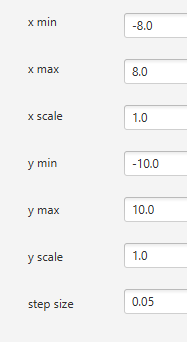 x min -8.0
x max 8.0
x scale 1.0
y min -10.0
y max 10.0
y scale 1.0
step size 0.05